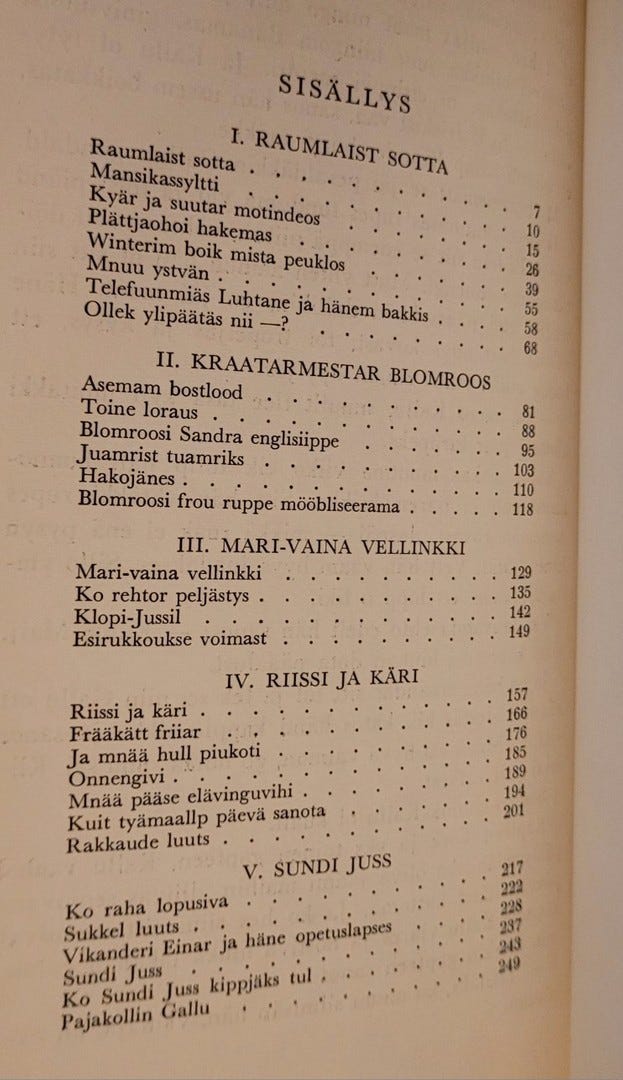 SISÄLLYS
I. RAUMLAIST SOTTA
Raumlaist sotta . . . . . . . . . . 7
Mansikassyltti . . . . . . . . . . 10
Kyär ja suutar motindeos . . . . . . 15
Plättjaohoi hakemas . . . . . . . . 26
Winterim boik mista peuklos . . . . . 39
Mnuu ystvän . . . . . . . . . . 55
Telefuunmiäs Luhtane ja hänem bakkis . . . . 58
Ollek ylipäätäs nii —? . . . . . . . 68
II. KRAATARMESTAR BLOMROOS
Asemam bostlood . . . . . . . . . 81
Toine loraus . . . . . . . . . . 88
Blomroosi Sandra englisiippe . . . . . . 95
Juamrist tuamriks . . . . . . . . . 103
Hakojänes . . . . . . . . . . . 110
Blomroosi frou ruppe mööbliseerama . . . . . 118
III. MARI-VAINA VELLINKKI
Mari-vaina vellinkki . . . . . . . . . 129
Ko rehtor peljästys . . . . . . . . . 135
Klopi-Jussil . . . . . . . . . . 142
Esirukkoukse voimast . . . . . . . . 149
IV. RIISSI JA KÄRI
Riissi ja käri . . . . . . . . . . 157
Frääkätt friiar . . . . . . . . . . 166
Ja mnää hull piukoti . . . . . . . . 176
Onnengivi . . . . . . . . . . . 185
Mnää pääse elävinguvihi . . . . . . . 189
Kuit tyämaallp päevä sanota . . . . . . 194
Rakkaude luuts . . . . . . . . . . 201
V. SUNDI JUSS
Ko raha lopusiva . . . . . . . . . 217
Sukkel luuts . . . . . . . . . . 222
Vikanderi Einar ja häne opetuslapses . . . . 228
Sundi Juss . . . . . . . . . . 237
Ko Sundi Juss kippjäks tul . . . . . . 243
Pajakollin Gallu . . . . . . . . . 249